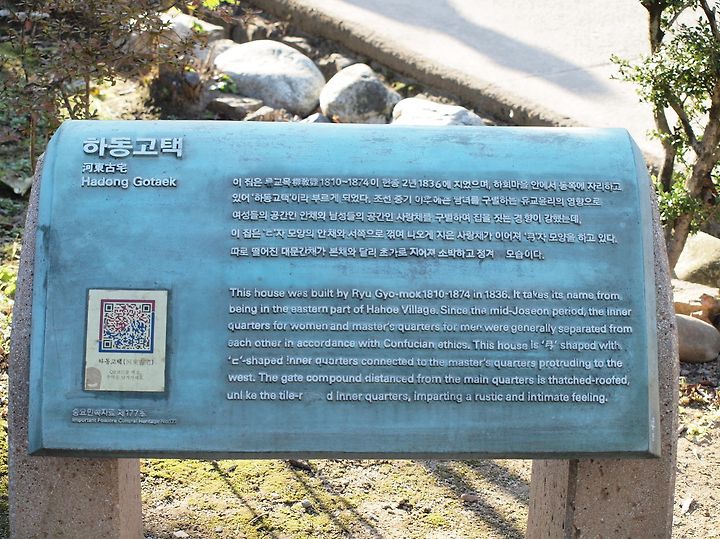 하동고택
河東古宅
Hadong Gotaek
이 집은 류교목柳敎睦1810~1874이 헌종 2년 1836에 지었으며, 하회마을 안에서 동쪽에 자리하고
있어 '하동고택'이라 부르게 되었다. 조선 중기 이후에는 남녀를 구별하는 유교윤리의 영향으로
여성들의 공간인 안채와 남성들의 공간인 사랑채를 구별하여 집을 짓는 경향이 강했는데,
이 집은 'ㄷ'자 모양의 안채와 서쪽으로 꺾여 나오게 지은 사랑채가 이어져 '弓'자 모양을 하고 있다.
따로 떨어진 대문간채가 본채와 달리 초가로 지어져 소박하고 정겨 모습이다.
This house was built by Ryu Gyo-mok1810-1874 in 1836. It takes its name from
being in the eastern part of Hahoe Village. Since the mid-Joseon period, the inner
quarters for women and master's quarters for men were generally separated from
each other in accordance with Confucian ethics. This house is '弓' shaped with
'ㄷ'-shaped inner quarters connected to the master's quarters protruding to the
west. The gate compound distanced from the main quarters is thatched-roofed,
unlike the tile-r d inner quarters, imparting a rustic and intimate feeling.
하동고택(河東古宅)
중요민속자료 제177호
Important Folklore Cultural Heritage No.177